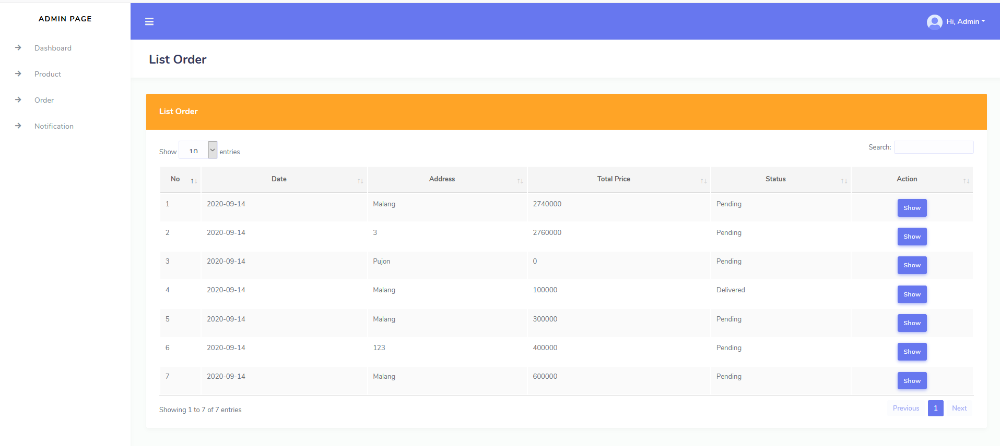 ADMIN PAGE
Hi, Admin
Dashboard
Product
Order
Notification
List Order
List Order
Show 10 entries
Search:
No Date Address Total Price Status Action
1 2020-09-14 Malang 2740000 Pending Show
2 2020-09-14 3 2760000 Pending Show
3 2020-09-14 Pujon 0 Pending Show
4 2020-09-14 Malang 100000 Delivered Show
5 2020-09-14 Malang 300000 Pending Show
6 2020-09-14 123 400000 Pending Show
7 2020-09-14 Malang 600000 Pending Show
Showing 1 to 7 of 7 entries
Previous 1 Next